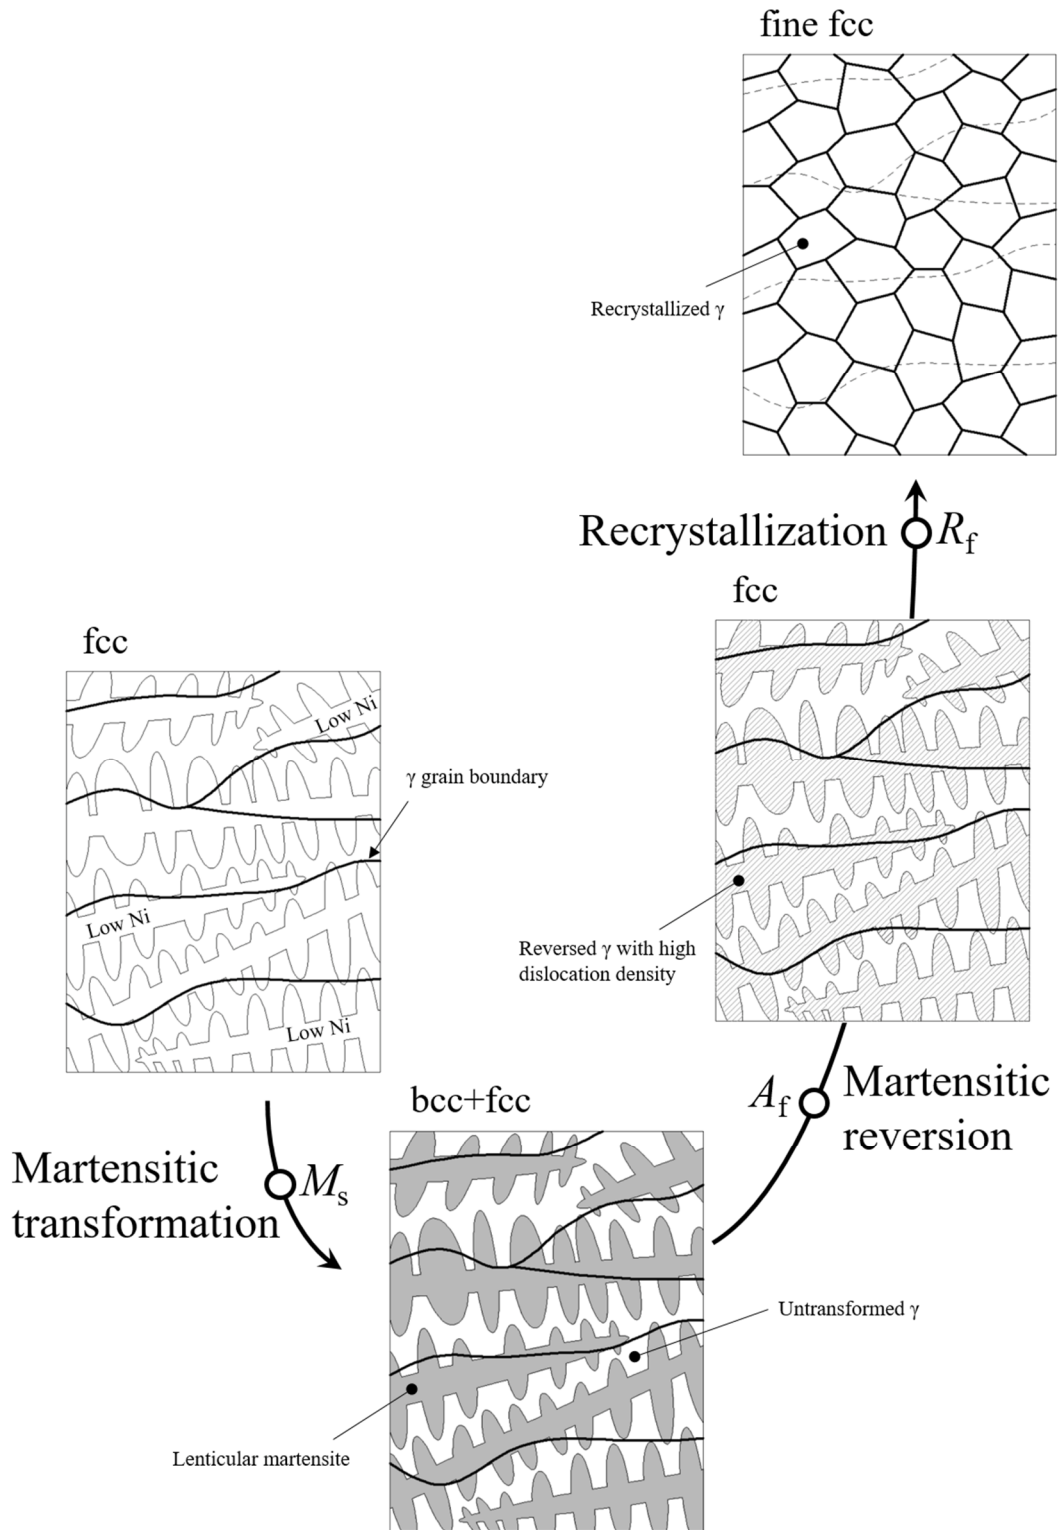 fine fcc
Recrystallized γ
Recrystallization
Rf
fcc
fcc
Low Ni
γ grain boundary
Low Ni
Low Ni
Reversed γ with high
dislocation density
bcc+fcc
Af
Martensitic
reversion
Martensitic
transformation
Ms
Untransformed γ
Lenticular martensite